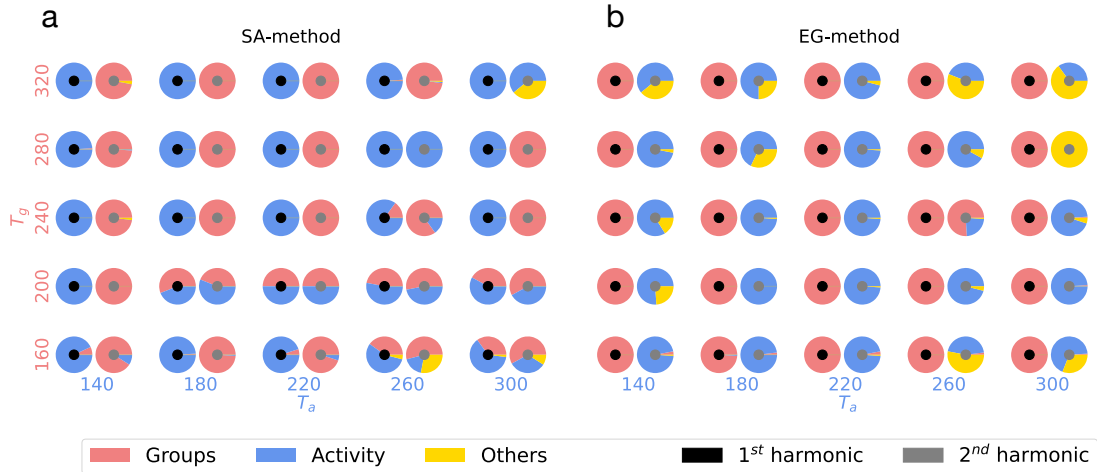 a
b
SA-method
EG-method
320
280
240
200
160
T_g
140 180 220 260 300
T_a
140 180 220 260 300
T_a
Groups Activity Others 1st harmonic 2nd harmonic